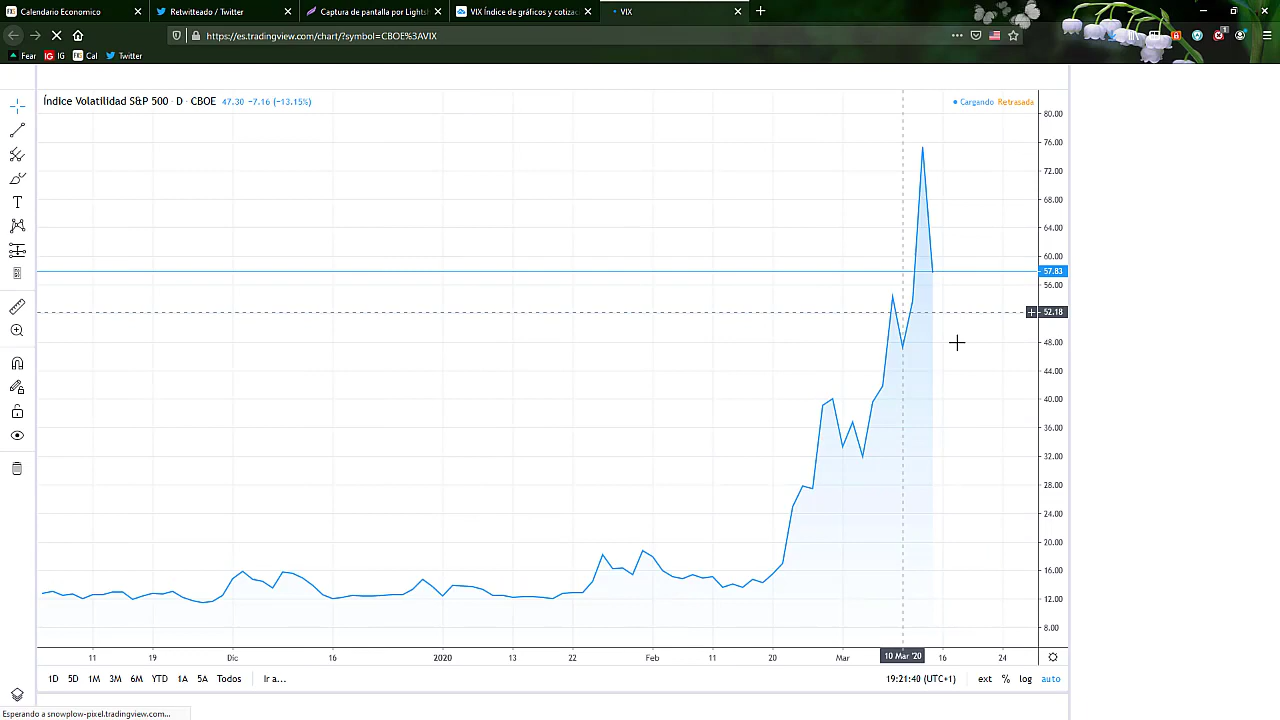 Calendario Economico
Retwitteado / Twitter
Captura de pantalla por Lights
VIX Índice de gráficos y cotizac
VIX
https://es.tradingview.com/chart/?symbol=CBOE%3AVIX
Fear IG IG Cal Twitter
Índice Volatilidad S&P 500 · D · CBOE 47.30 −7.16 (−13.15%)
Cargando Retrasada
80.00
76.00
72.00
68.00
64.00
60.00
57.83
56.00
52.18
48.00
44.00
40.00
36.00
32.00
28.00
24.00
20.00
16.00
12.00
8.00
11 19 Dic 16 2020 13 22 Feb 11 20 Mar 10 Mar '20 16 24
1D 5D 1M 3M 6M YTD 1A 5A Todos Ir a... 19:21:40 (UTC+1) ext % log auto
Esperando a snowplow-pixel.tradingview.com...